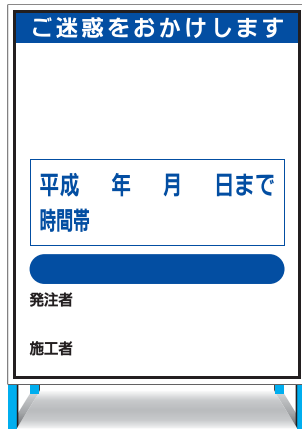 ご迷惑をおかけします
平成　年　月　日まで
時間帯
発注者
施工者